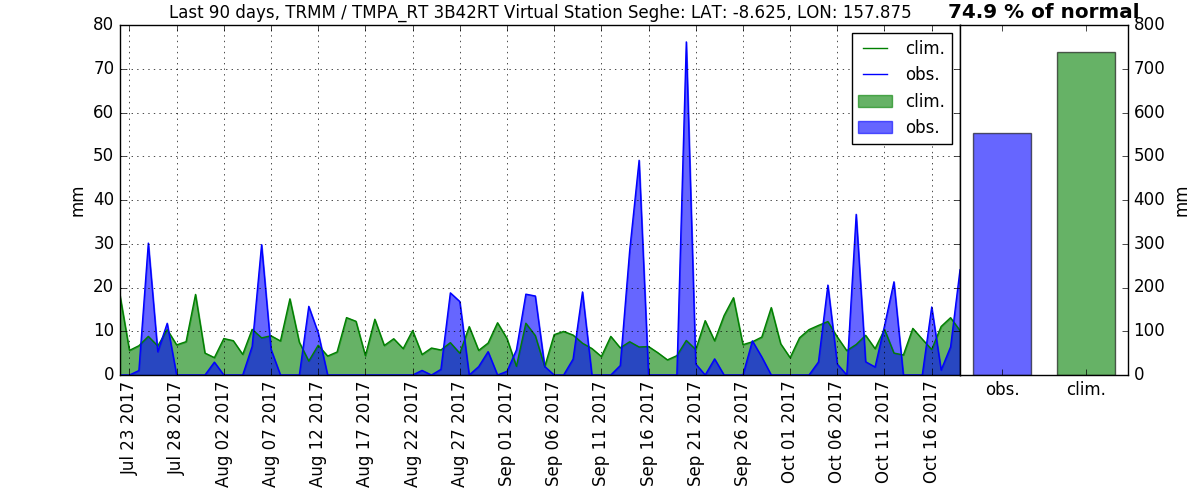 Last 90 days, TRMM / TMPA_RT 3B42RT Virtual Station Seghe: LAT: -8.625, LON: 157.875
74.9 % of normal
80
70
60
50
40
30
20
10
0
mm
clim.
obs.
clim.
obs.
800
700
600
500
400
300
200
100
0
mm
Jul 23 2017
Jul 28 2017
Aug 02 2017
Aug 07 2017
Aug 12 2017
Aug 17 2017
Aug 22 2017
Aug 27 2017
Sep 01 2017
Sep 06 2017
Sep 11 2017
Sep 16 2017
Sep 21 2017
Sep 26 2017
Oct 01 2017
Oct 06 2017
Oct 11 2017
Oct 16 2017
obs.
clim.